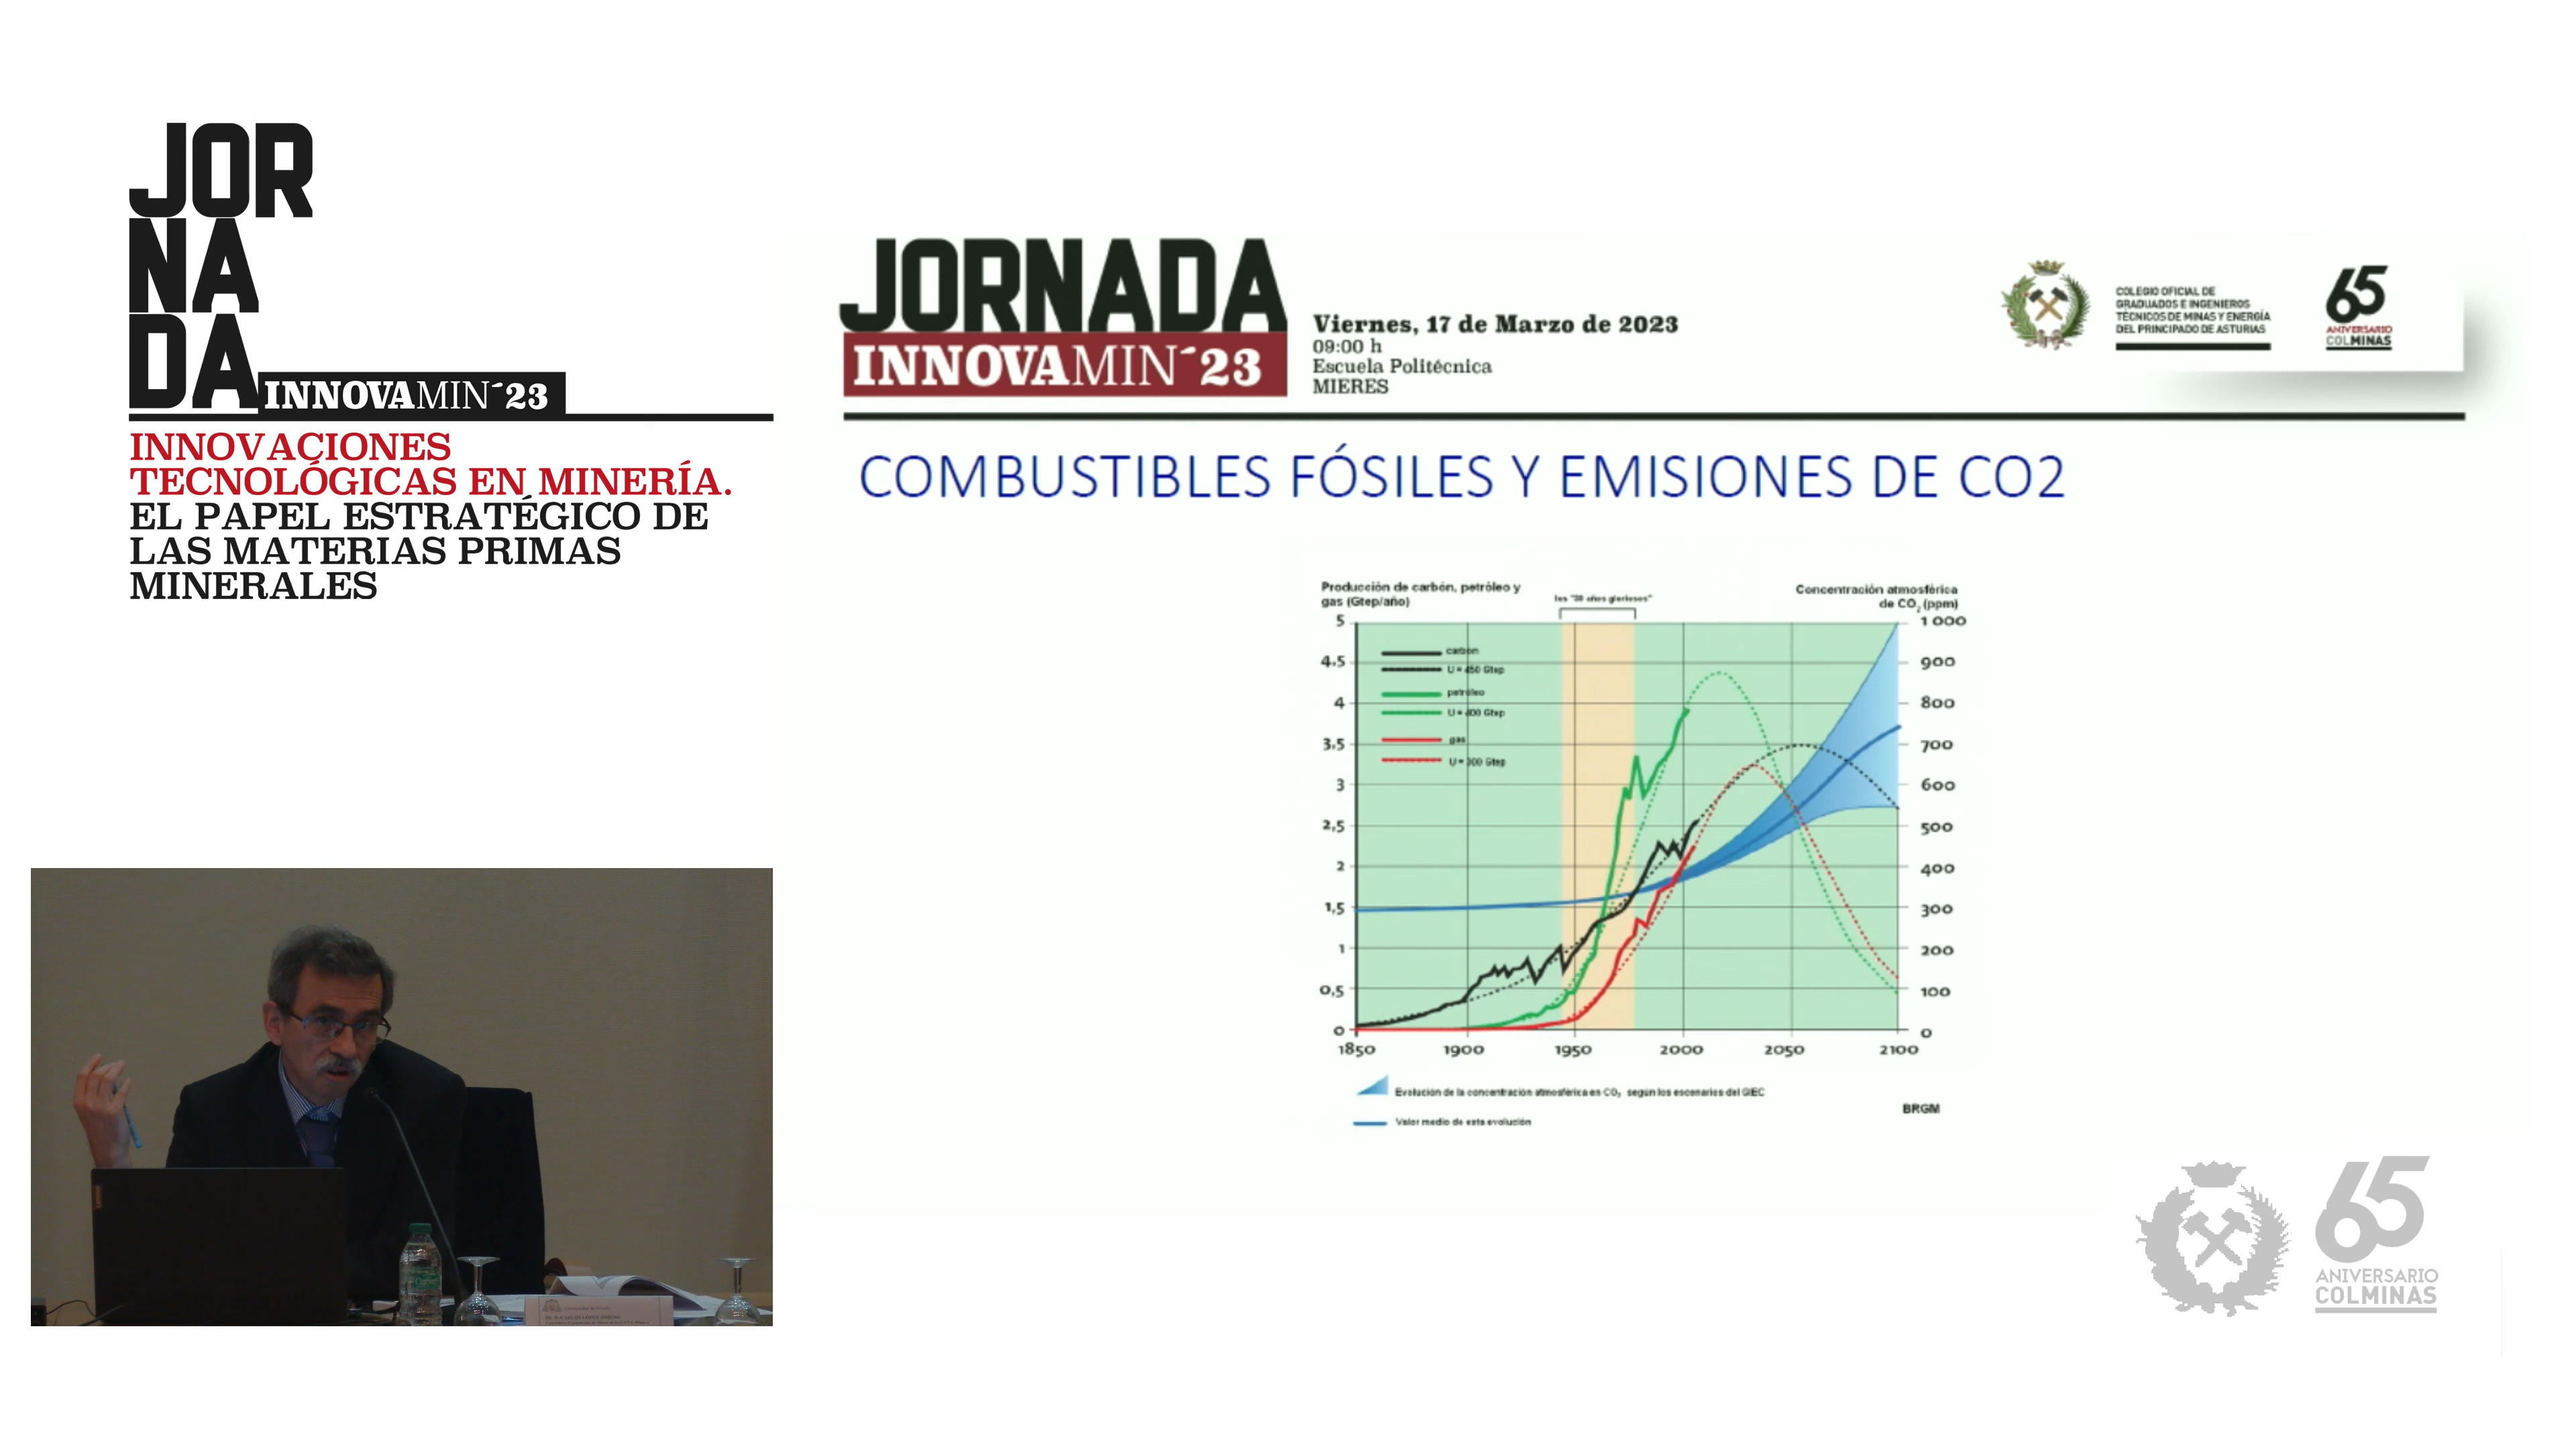 JOR
NA
DA
INNOVAMIN´23
INNOVACIONES
TECNOLÓGICAS EN MINERÍA.
EL PAPEL ESTRATÉGICO DE
LAS MATERIAS PRIMAS
MINERALES
JORNADA
INNOVAMIN´23
Viernes, 17 de Marzo de 2023
09:00 h
Escuela Politécnica
MIERES
COLEGIO OFICIAL DE
GRADUADOS E INGENIEROS
TÉCNICOS DE MINAS Y ENERGÍA
DEL PRINCIPADO DE ASTURIAS
65
ANIVERSARIO
COLMINAS
COMBUSTIBLES FÓSILES Y EMISIONES DE CO2
Producción de carbón, petróleo y
gas (Gtep/año)
los "30 años gloriosos"
Concentración atmosférica
de CO2 (ppm)
5
4.5
4
3,5
3
2,5
2
1,5
1
0,5
0
carbón
U = 450 Gtep
petróleo
U = 400 Gtep
gas
U = 300 Gtep
1 000
900
800
700
600
500
400
300
200
100
0
1850 1900 1950 2000 2050 2100
Evolución de la concentración atmosférica en CO2 según los escenarios del GIEC
Valor medio de esta evolución
BRGM
65
ANIVERSARIO
COLMINAS